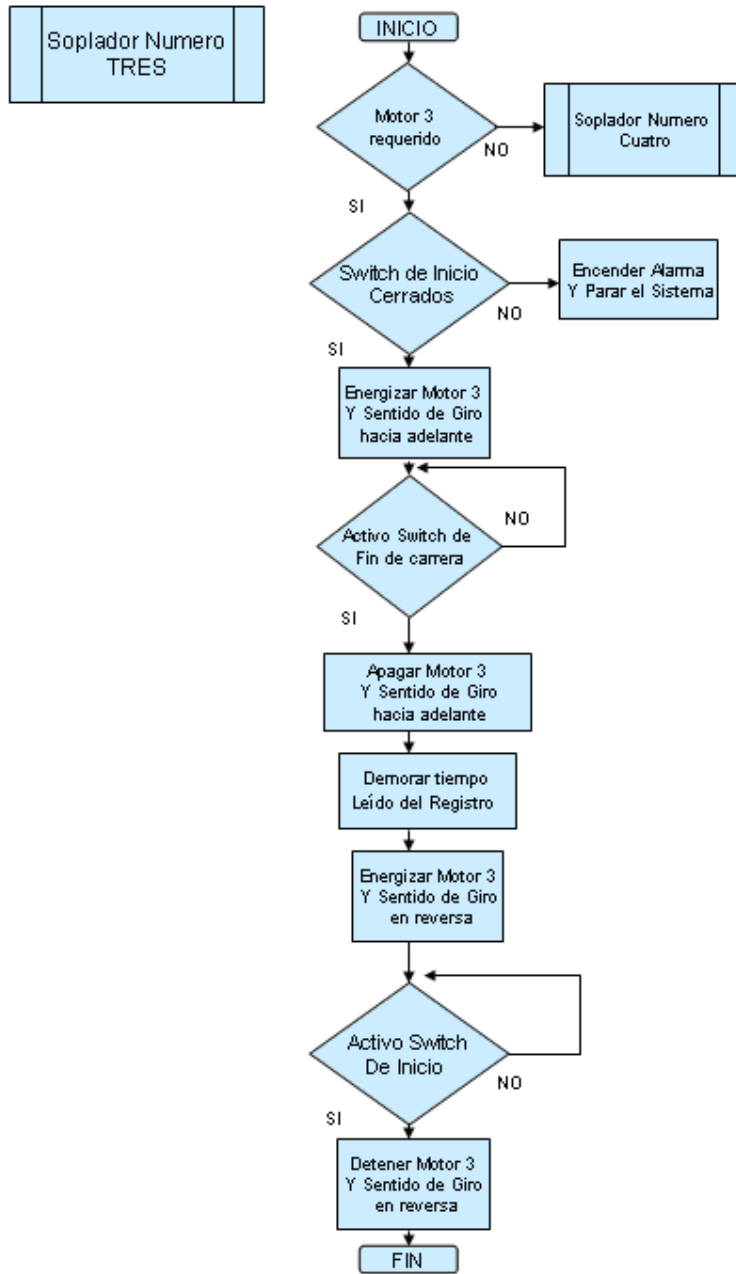 Soplador Numero
TRES
INICIO
Motor 3
requerido
NO
Soplador Numero
Cuatro
SI
Switch de Inicio
Cerrados
NO
Encender Alarma
Y Parar el Sistema
SI
Energizar Motor 3
Y Sentido de Giro
hacia adelante
Activo Switch de
Fin de carrera
NO
SI
Apagar Motor 3
Y Sentido de Giro
hacia adelante
Demorar tiempo
Leído del Registro
Energizar Motor 3
Y Sentido de Giro
en reversa
Activo Switch
De Inicio
NO
SI
Detener Motor 3
Y Sentido de Giro
en reversa
FIN